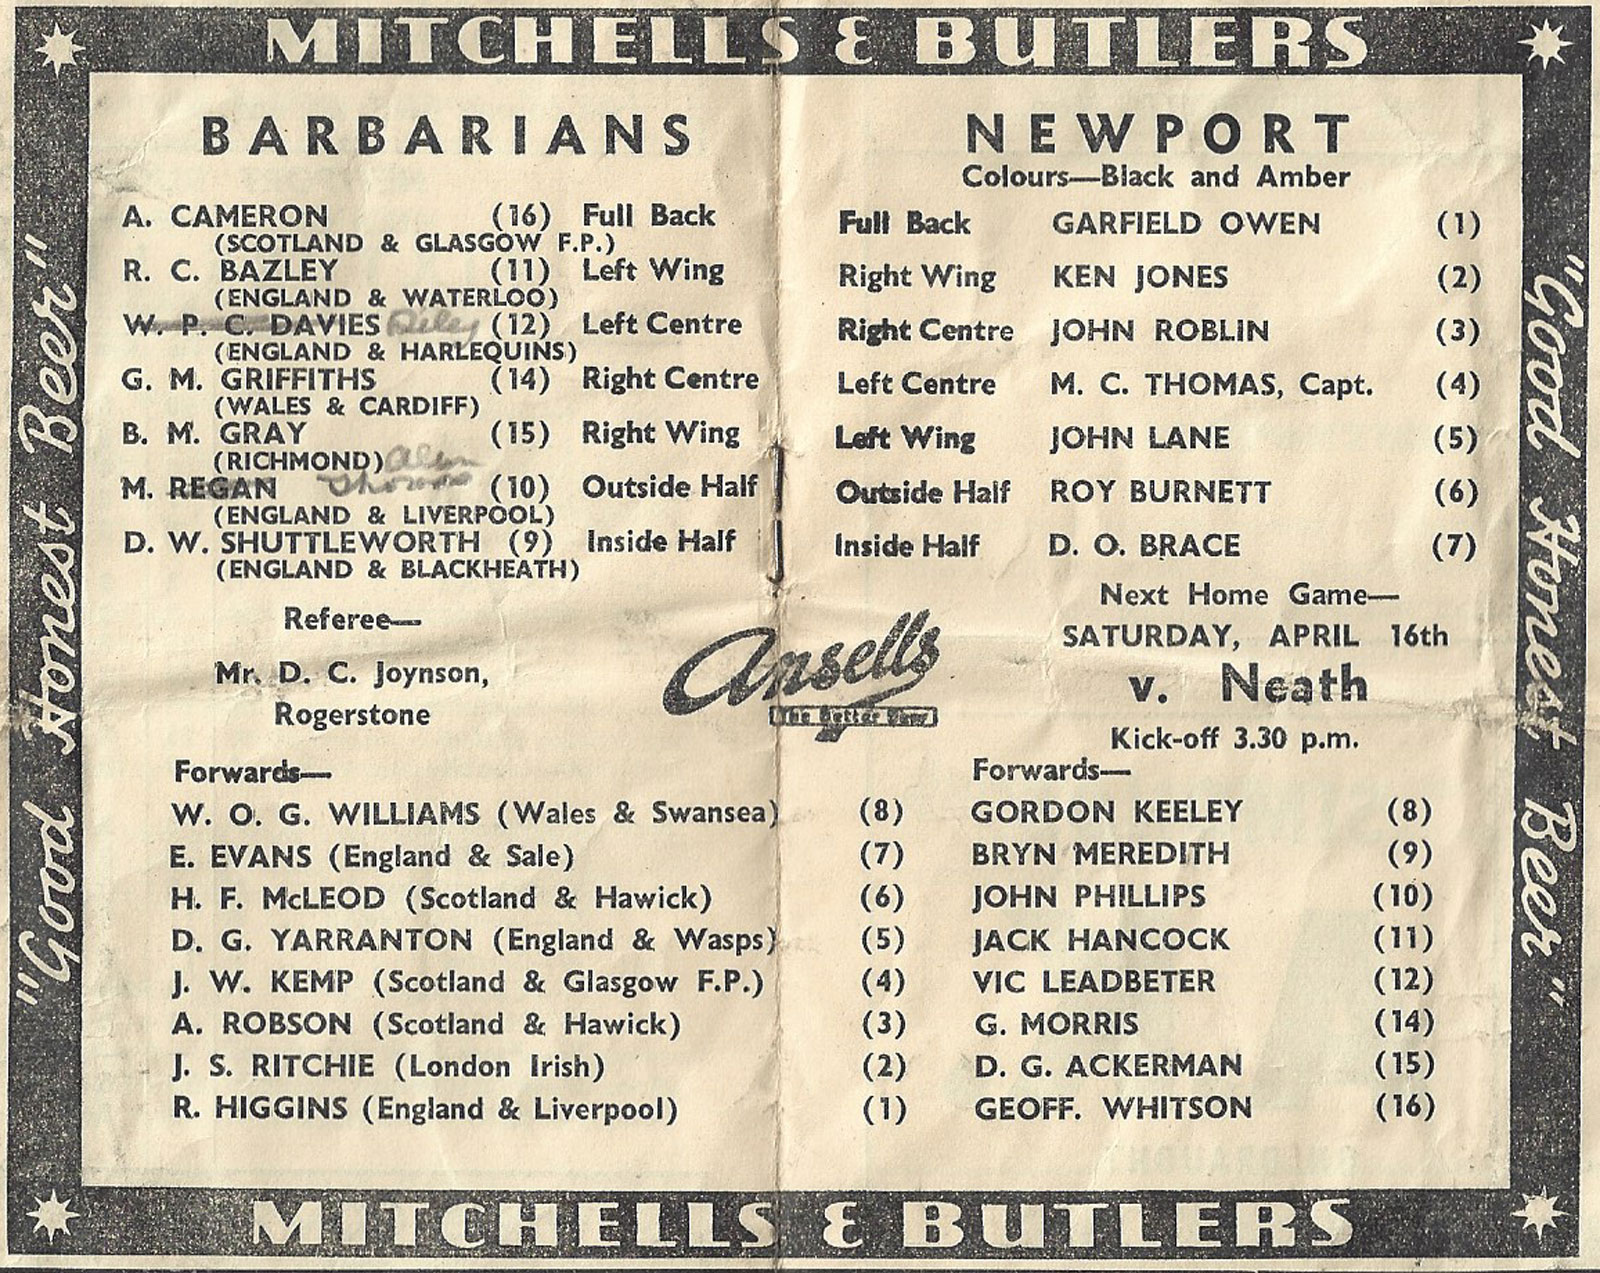 MITCHELLS & BUTLERS
"Good Honest Beer"
BARBARIANS
A. CAMERON (16) Full Back
(SCOTLAND & GLASGOW F.P.)
R. C. BAZLEY (11) Left Wing
(ENGLAND & WATERLOO)
W. P. C. DAVIES (12) Left Centre
(ENGLAND & HARLEQUINS)
G. M. GRIFFITHS (14) Right Centre
(WALES & CARDIFF)
B. M. GRAY (15) Right Wing
(RICHMOND)
M. REGAN (10) Outside Half
(ENGLAND & LIVERPOOL)
D. W. SHUTTLEWORTH (9) Inside Half
(ENGLAND & BLACKHEATH)
Referee—
Mr. D. C. Joynson,
Rogerstone
Forwards—
W. O. G. WILLIAMS (Wales & Swansea) (8)
E. EVANS (England & Sale) (7)
H. F. McLEOD (Scotland & Hawick) (6)
D. G. YARRANTON (England & Wasps) (5)
J. W. KEMP (Scotland & Glasgow F.P.) (4)
A. ROBSON (Scotland & Hawick) (3)
J. S. RITCHIE (London Irish) (2)
R. HIGGINS (England & Liverpool) (1)
Ansells
The Better Beer
NEWPORT
Colours—Black and Amber
Full Back GARFIELD OWEN (1)
Right Wing KEN JONES (2)
Right Centre JOHN ROBLIN (3)
Left Centre M. C. THOMAS, Capt. (4)
Left Wing JOHN LANE (5)
Outside Half ROY BURNETT (6)
Inside Half D. O. BRACE (7)
Next Home Game—
SATURDAY, APRIL 16th
v. Neath
Kick-off 3.30 p.m.
Forwards—
GORDON KEELEY (8)
BRYN MEREDITH (9)
JOHN PHILLIPS (10)
JACK HANCOCK (11)
VIC LEADBETER (12)
G. MORRIS (14)
D. G. ACKERMAN (15)
GEOFF. WHITSON (16)
"Good Honest Beer"
MITCHELLS & BUTLERS